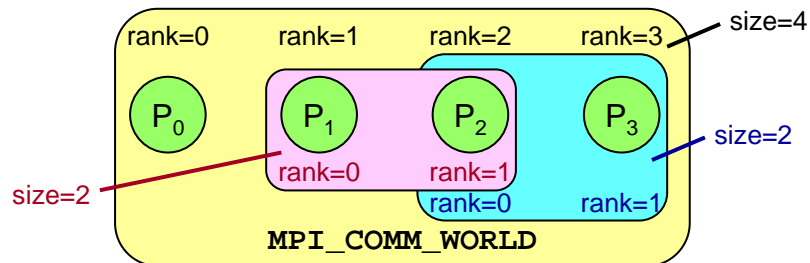 rank=0 rank=1 rank=2 rank=3 size=4
P0 P1 P2 P3
size=2
rank=0 rank=1
size=2
rank=0 rank=1
MPI_COMM_WORLD